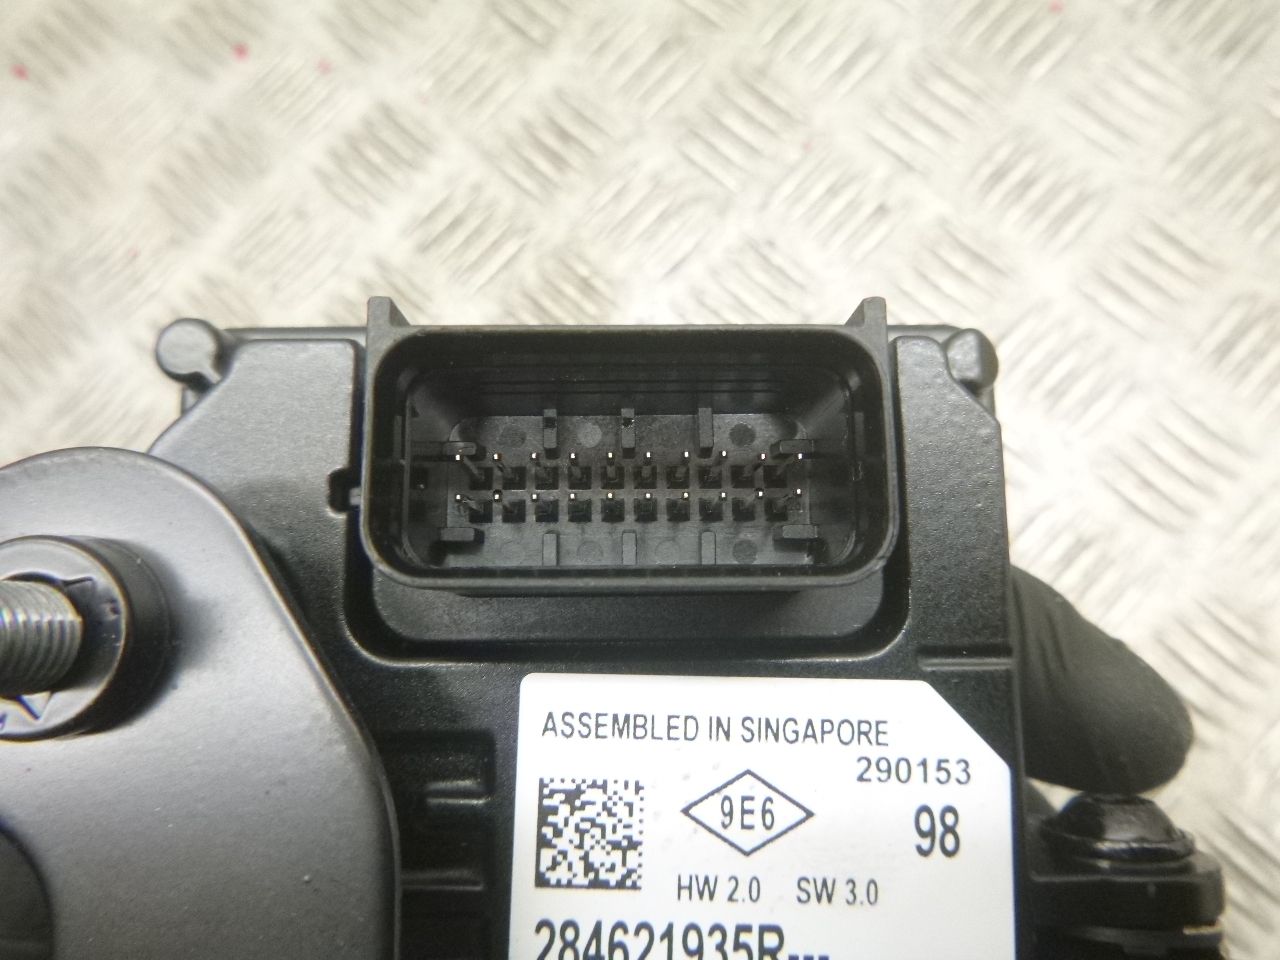 ASSEMBLED IN SINGAPORE
290153
9E6
98
HW 2.0 SW 3.0
284621935R---